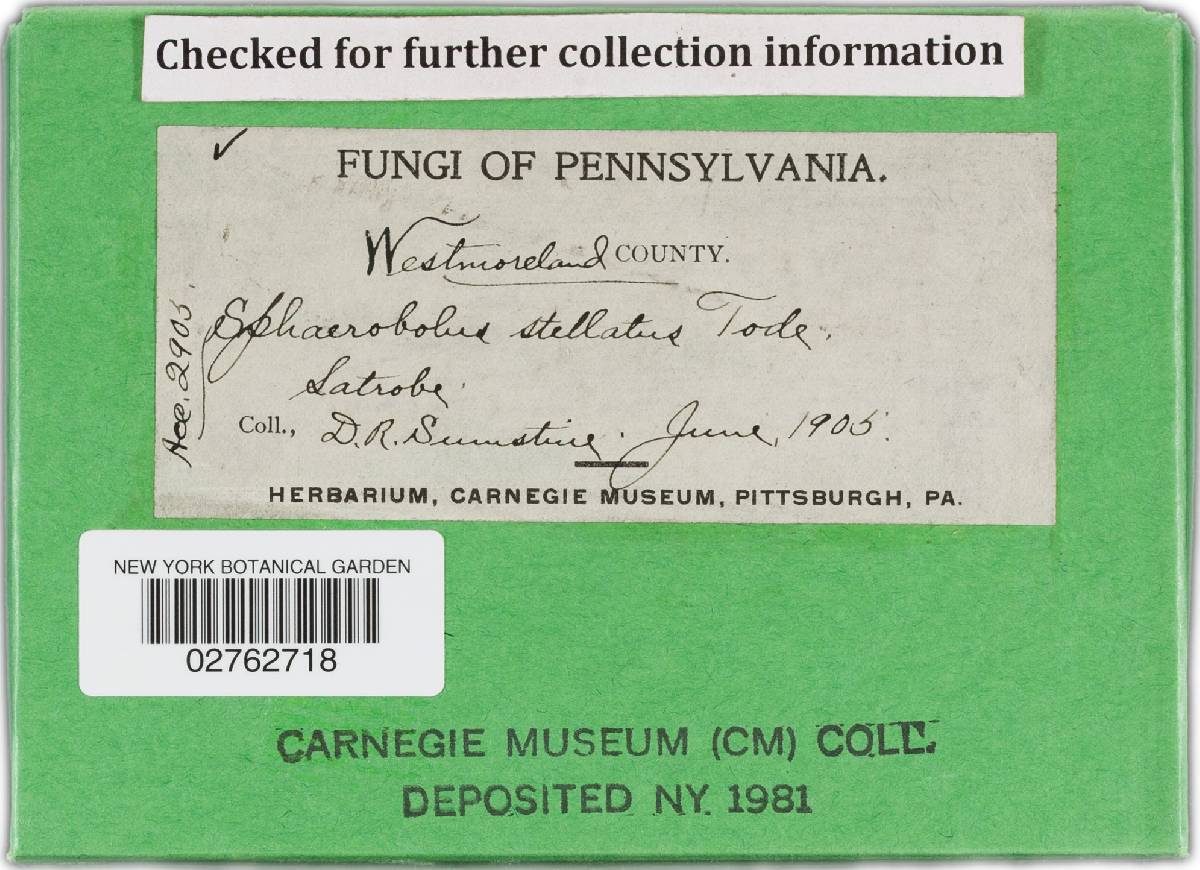 Checked for further collection information
✓
FUNGI OF PENNSYLVANIA.
Westmoreland COUNTY.
Sphaerobolus stellatus Tode.
Latrobe.
Coll., D. R. Sumstine. June, 1905.
Acc. 2905.
HERBARIUM, CARNEGIE MUSEUM, PITTSBURGH, PA.
NEW YORK BOTANICAL GARDEN
02762718
CARNEGIE MUSEUM (CM) COLL.
DEPOSITED NY. 1981